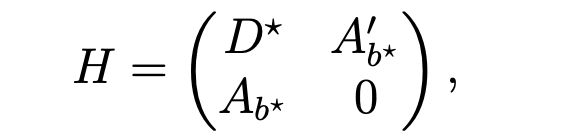 H = \begin{pmatrix} D^\star & A'_{b^\star} \\ A_{b^\star} & 0 \end{pmatrix},